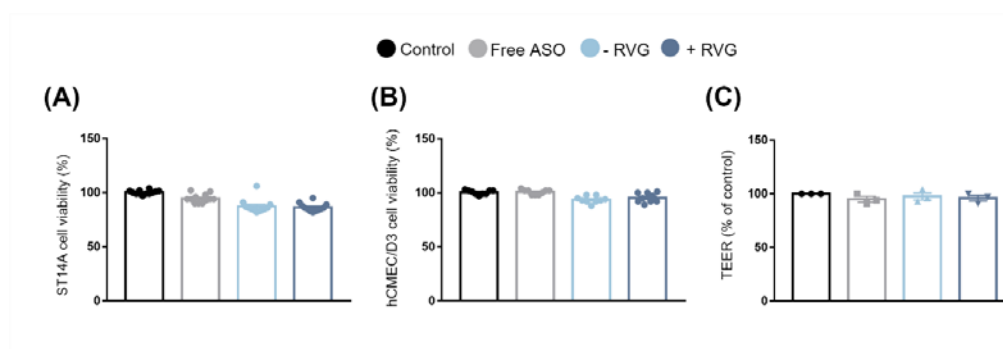 Control Free ASO - RVG + RVG
(A)
ST14A cell viability (%)
150
100
50
0
(B)
hCMEC/D3 cell viability (%)
150
100
50
0
(C)
TEER (% of control)
150
100
50
0